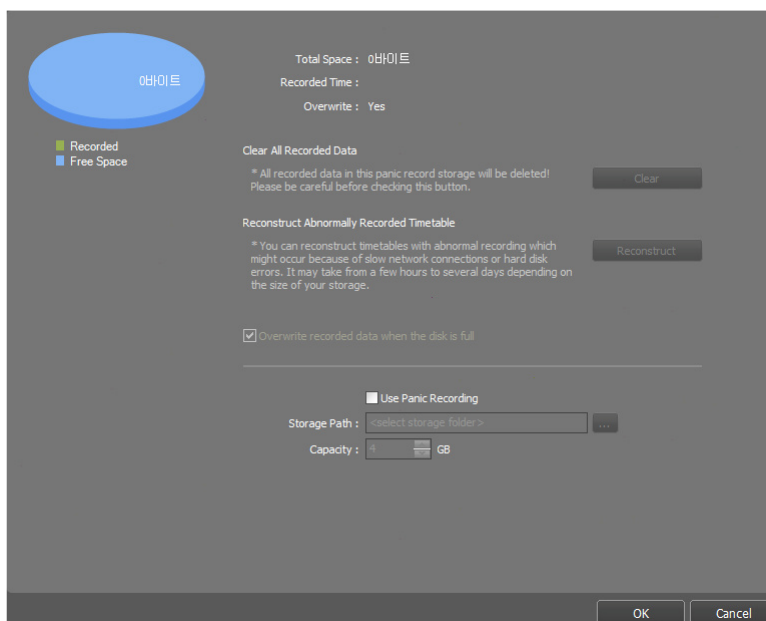 0바이트
Recorded
Free Space
Total Space : 0바이트
Recorded Time :
Overwrite : Yes
Clear All Recorded Data
* All recorded data in this panic record storage will be deleted!
Please be careful before checking this button.
Clear
Reconstruct Abnormally Recorded Timetable
* You can reconstruct timetables with abnormal recording which
might occur because of slow network connections or hard disk
errors. It may take from a few hours to several days depending on
the size of your storage.
Reconstruct
Overwrite recorded data when the disk is full
Use Panic Recording
Storage Path : <select storage folder> ...
Capacity : 4 GB
OK Cancel